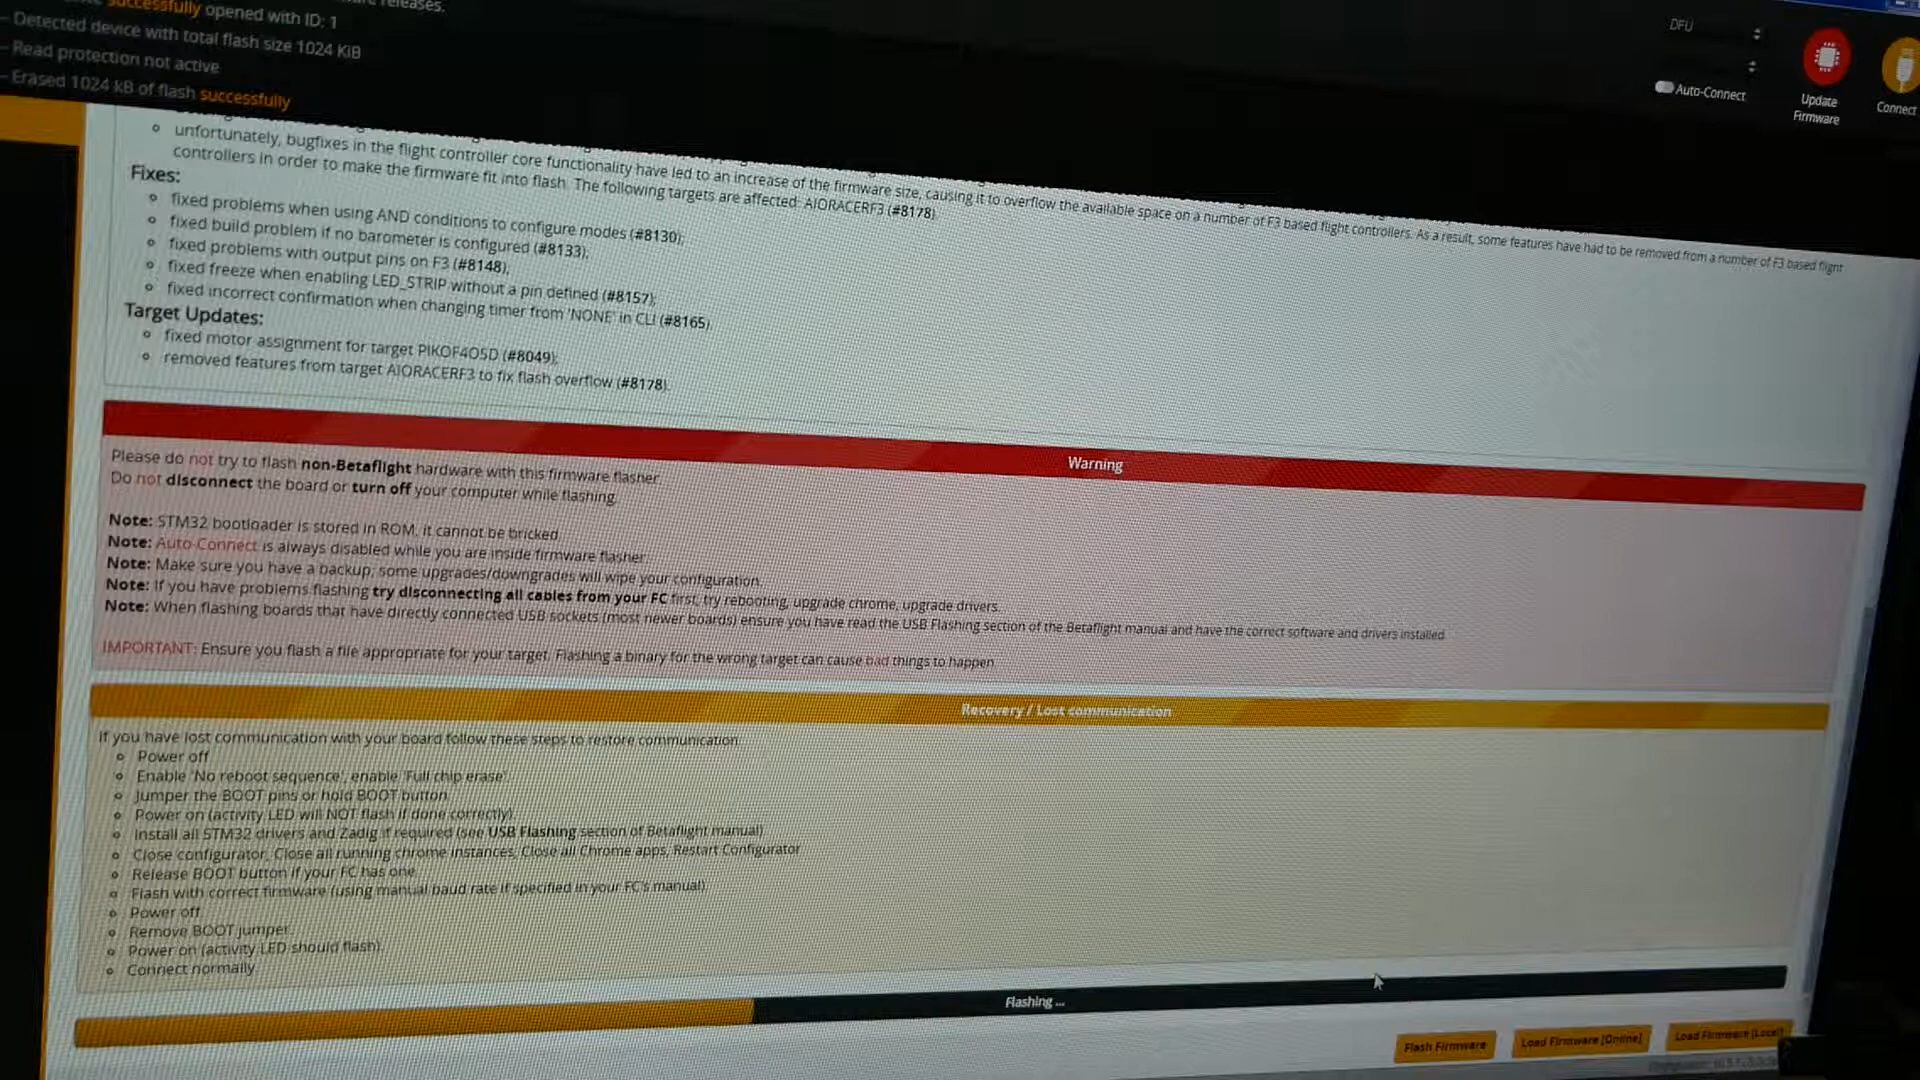 releases.
successfully opened with ID: 1
- Detected device with total flash size 1024 KiB
- Read protection not active
- Erased 1024 kB of flash successfully
DFU
Auto-Connect
Update
Firmware
Connect
unfortunately, bugfixes in the flight controller core functionality have led to an increase of the firmware size, causing it to overflow the available space on a number of F3 based flight controllers. As a result, some features have had to be removed from a number of F3 based flight
controllers in order to make the firmware fit into flash. The following targets are affected: AIORACERF3 (#8178).
Fixes:
fixed problems when using AND conditions to configure modes (#8130);
fixed build problem if no barometer is configured (#8133);
fixed problems with output pins on F3 (#8148);
fixed freeze when enabling LED_STRIP without a pin defined (#8157);
fixed incorrect confirmation when changing timer from 'NONE' in CLI (#8165).
Target Updates:
fixed motor assignment for target PIKOF4OSD (#8049);
removed features from target AIORACERF3 to fix flash overflow (#8178).
Warning
Please do not try to flash non-Betaflight hardware with this firmware flasher.
Do not disconnect the board or turn off your computer while flashing.
Note: STM32 bootloader is stored in ROM, it cannot be bricked.
Note: Auto-Connect is always disabled while you are inside firmware flasher.
Note: Make sure you have a backup; some upgrades/downgrades will wipe your configuration.
Note: If you have problems flashing try disconnecting all cables from your FC first, try rebooting, upgrade chrome, upgrade drivers.
Note: When flashing boards that have directly connected USB sockets (most newer boards) ensure you have read the USB Flashing section of the Betaflight manual and have the correct software and drivers installed.
IMPORTANT: Ensure you flash a file appropriate for your target. Flashing a binary for the wrong target can cause bad things to happen.
Recovery / Lost communication
If you have lost communication with your board follow these steps to restore communication:
Power off
Enable 'No reboot sequence', enable 'Full chip erase'.
Jumper the BOOT pins or hold BOOT button.
Power on (activity LED will NOT flash if done correctly).
Install all STM32 drivers and Zadig if required (see USB Flashing section of Betaflight manual).
Close configurator, Close all running chrome instances, Close all Chrome apps, Restart Configurator.
Release BOOT button if your FC has one.
Flash with correct firmware (using manual baud rate if specified in your FC's manual).
Power off.
Remove BOOT jumper.
Power on (activity LED should flash).
Connect normally.
Flashing ...
Flash Firmware
Load Firmware [Online]
Load Firmware [Local]